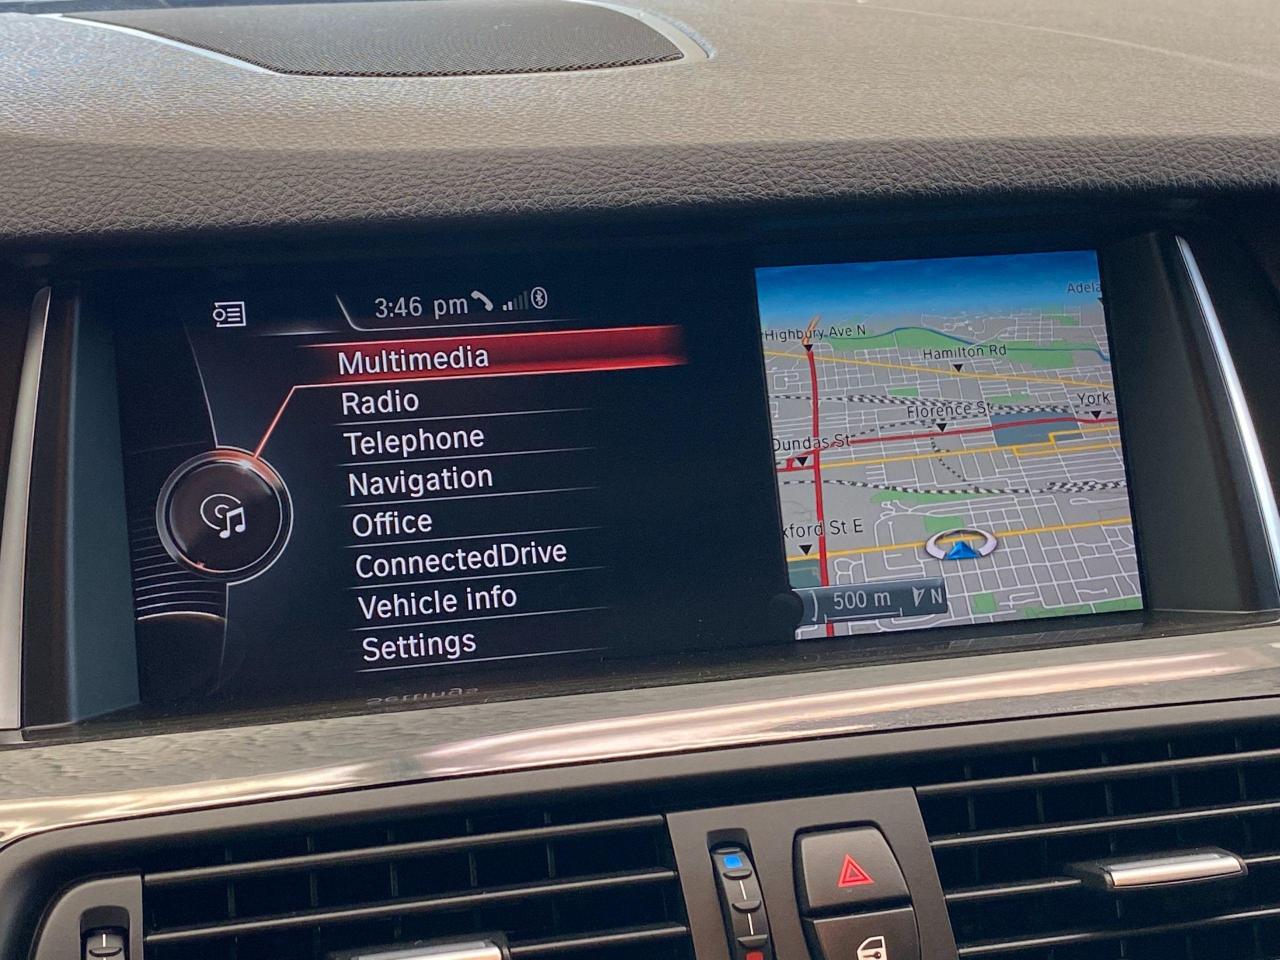 3:46 pm
Multimedia
Radio
Telephone
Navigation
Office
ConnectedDrive
Vehicle info
Settings
Adela
Highbury Ave N
Hamilton Rd
York
Florence St
Dundas St
xford St E
500 m
N